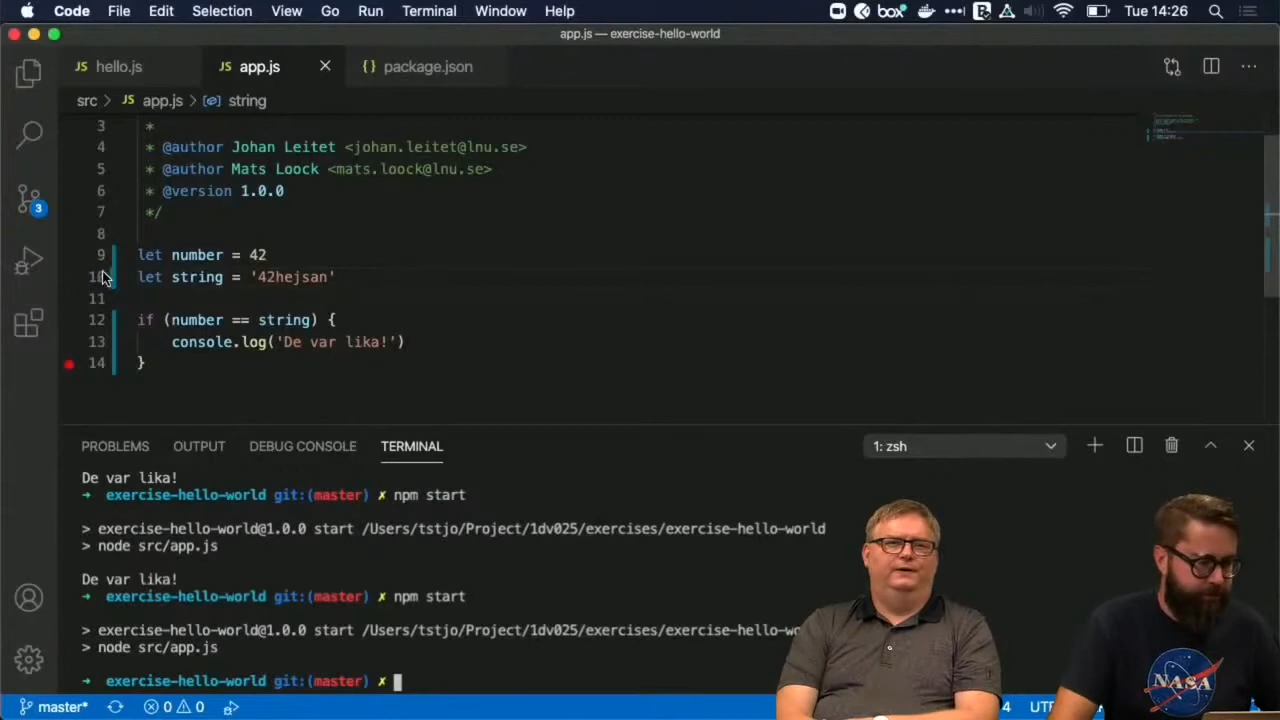 Code File Edit Selection View Go Run Terminal Window Help box Tue 14:26
app.js — exercise-hello-world
JS hello.js JS app.js {} package.json
src > JS app.js > string
3 *
4 * @author Johan Leitet <johan.leitet@lnu.se>
5 * @author Mats Loock <mats.loock@lnu.se>
6 * @version 1.0.0
7 */
8
9 let number = 42
10 let string = '42hejsan'
11
12 if (number == string) {
13 console.log('De var lika!')
14 }
3
PROBLEMS OUTPUT DEBUG CONSOLE TERMINAL 1: zsh
De var lika!
→ exercise-hello-world git:(master) ✗ npm start
> exercise-hello-world@1.0.0 start /Users/tstjo/Project/1dv025/exercises/exercise-hello-world
> node src/app.js
De var lika!
→ exercise-hello-world git:(master) ✗ npm start
> exercise-hello-world@1.0.0 start /Users/tstjo/Project/1dv025/exercises/exercise-hello-wo
> node src/app.js
→ exercise-hello-world git:(master) ✗
NASA
master* 0 0